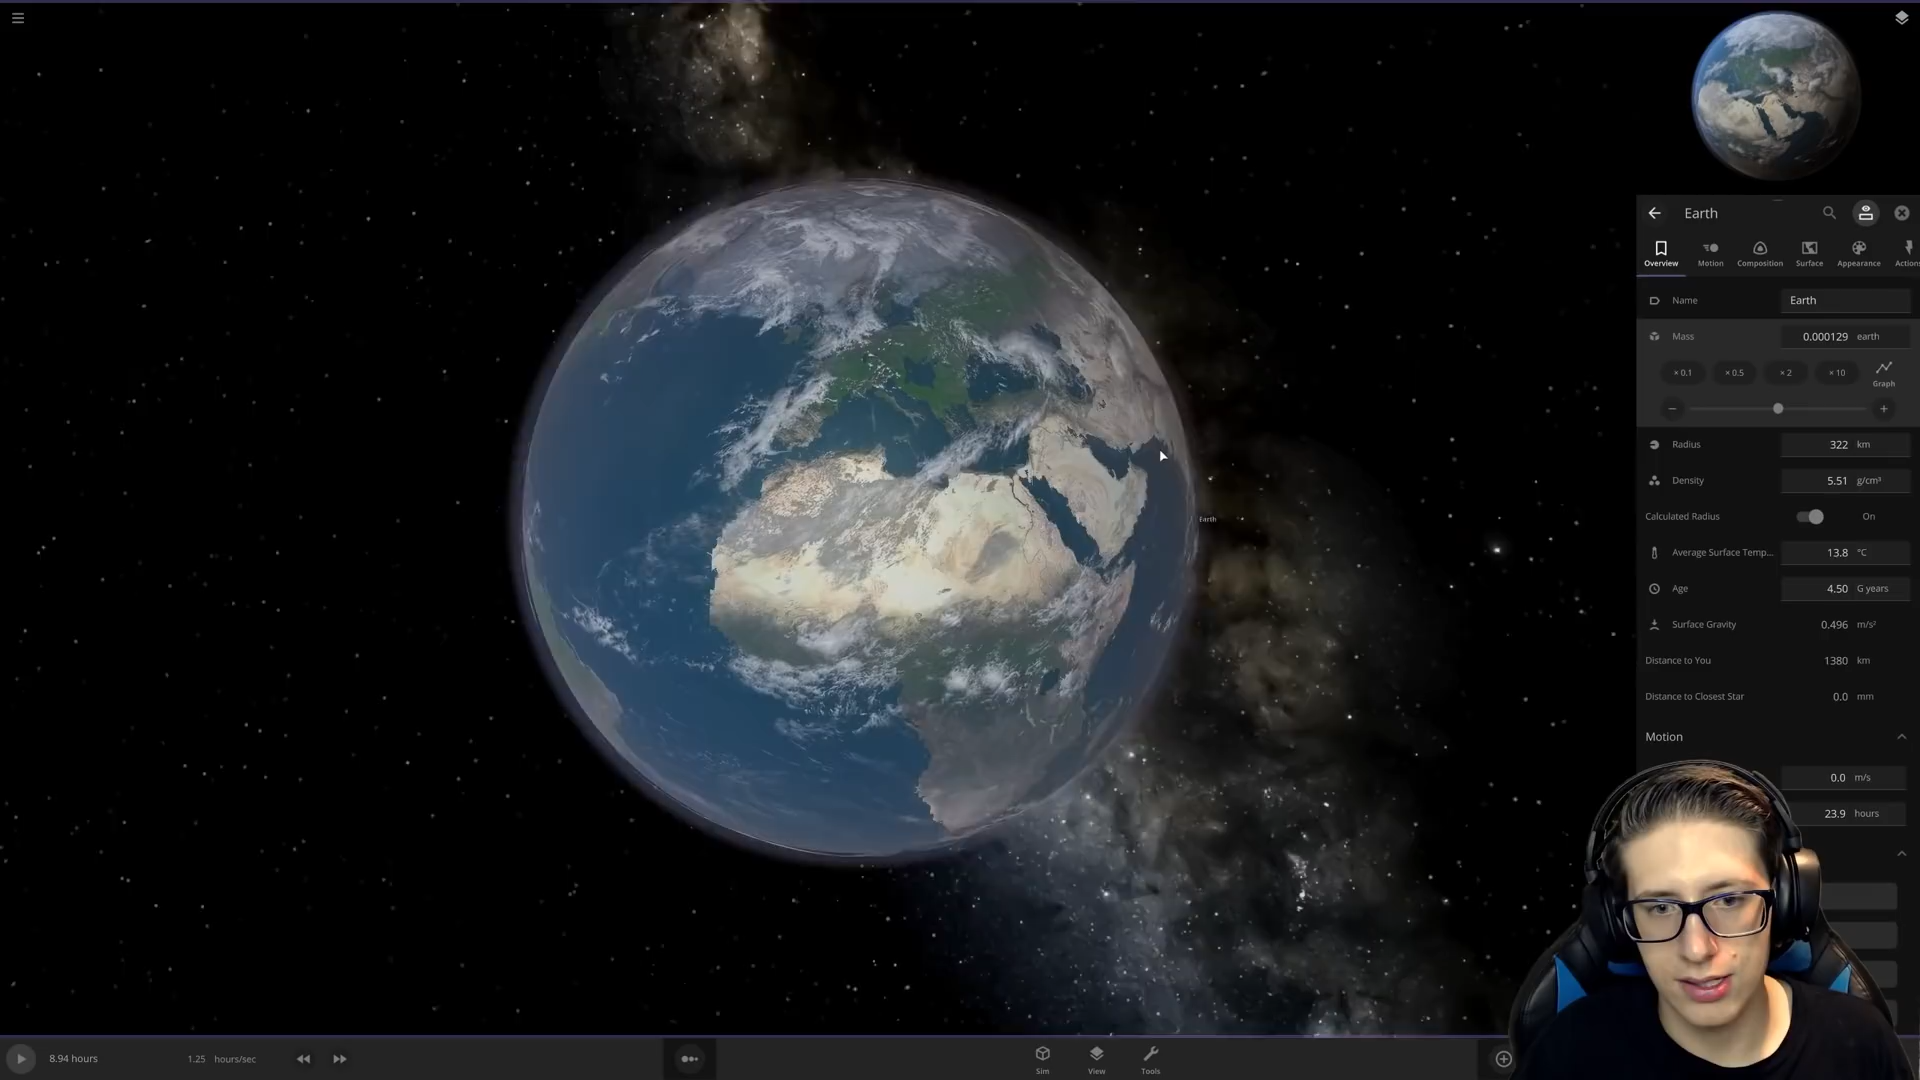 Earth
Overview Motion Composition Surface Appearance Actions
Name Earth
Mass 0.000129 earth
× 0.1 × 0.5 × 2 × 10 Graph
Radius 322 km
Density 5.51 g/cm³
Calculated Radius On
Average Surface Temp... 13.8 °C
Age 4.50 G years
Surface Gravity 0.496 m/s²
Distance to You 1380 km
Distance to Closest Star 0.0 mm
Motion
0.0 m/s
23.9 hours
Earth
8.94 hours 1.25 hours/sec
Sim View Tools